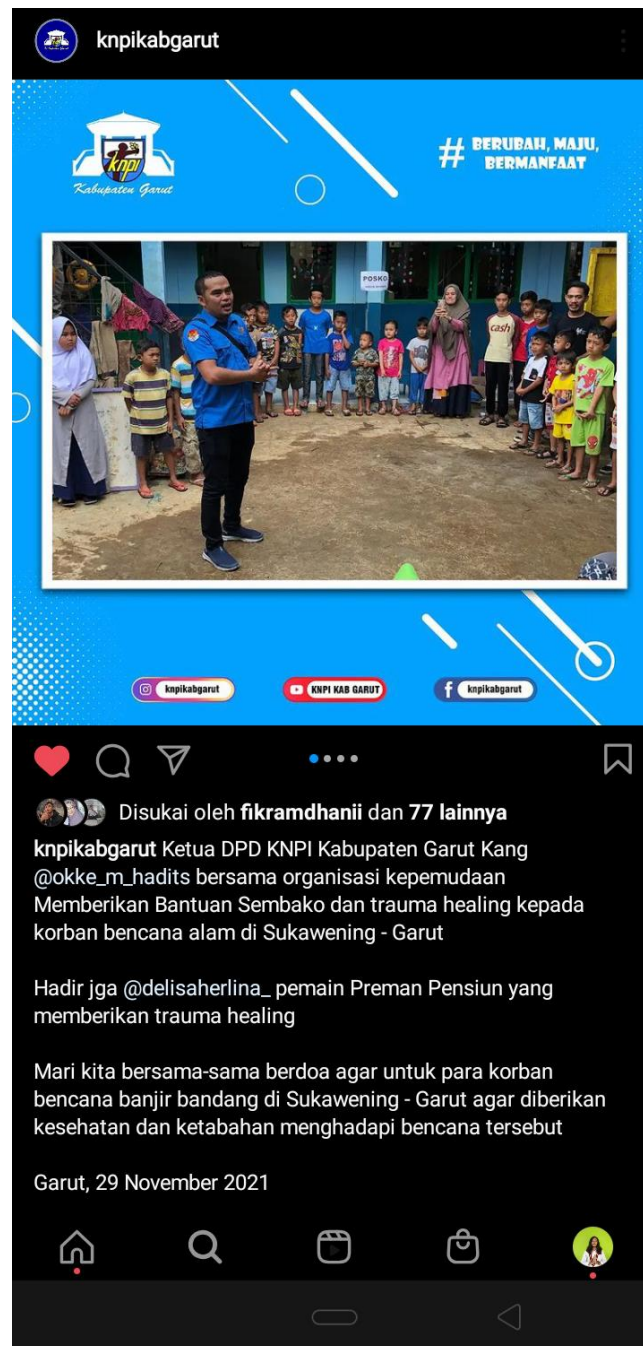 knpikabgarut
knpi
Kabupaten Garut
# BERUBAH, MAJU,
BERMANFAAT
POSKO
cash
knpikabgarut
KNPI KAB GARUT
knpikabgarut
Disukai oleh fikramdhanii dan 77 lainnya
knpikabgarut Ketua DPD KNPI Kabupaten Garut Kang
@okke_m_hadits bersama organisasi kepemudaan
Memberikan Bantuan Sembako dan trauma healing kepada
korban bencana alam di Sukawening - Garut
Hadir jga @delisaherlina_ pemain Preman Pensiun yang
memberikan trauma healing
Mari kita bersama-sama berdoa agar untuk para korban
bencana banjir bandang di Sukawening - Garut agar diberikan
kesehatan dan ketabahan menghadapi bencana tersebut
Garut, 29 November 2021